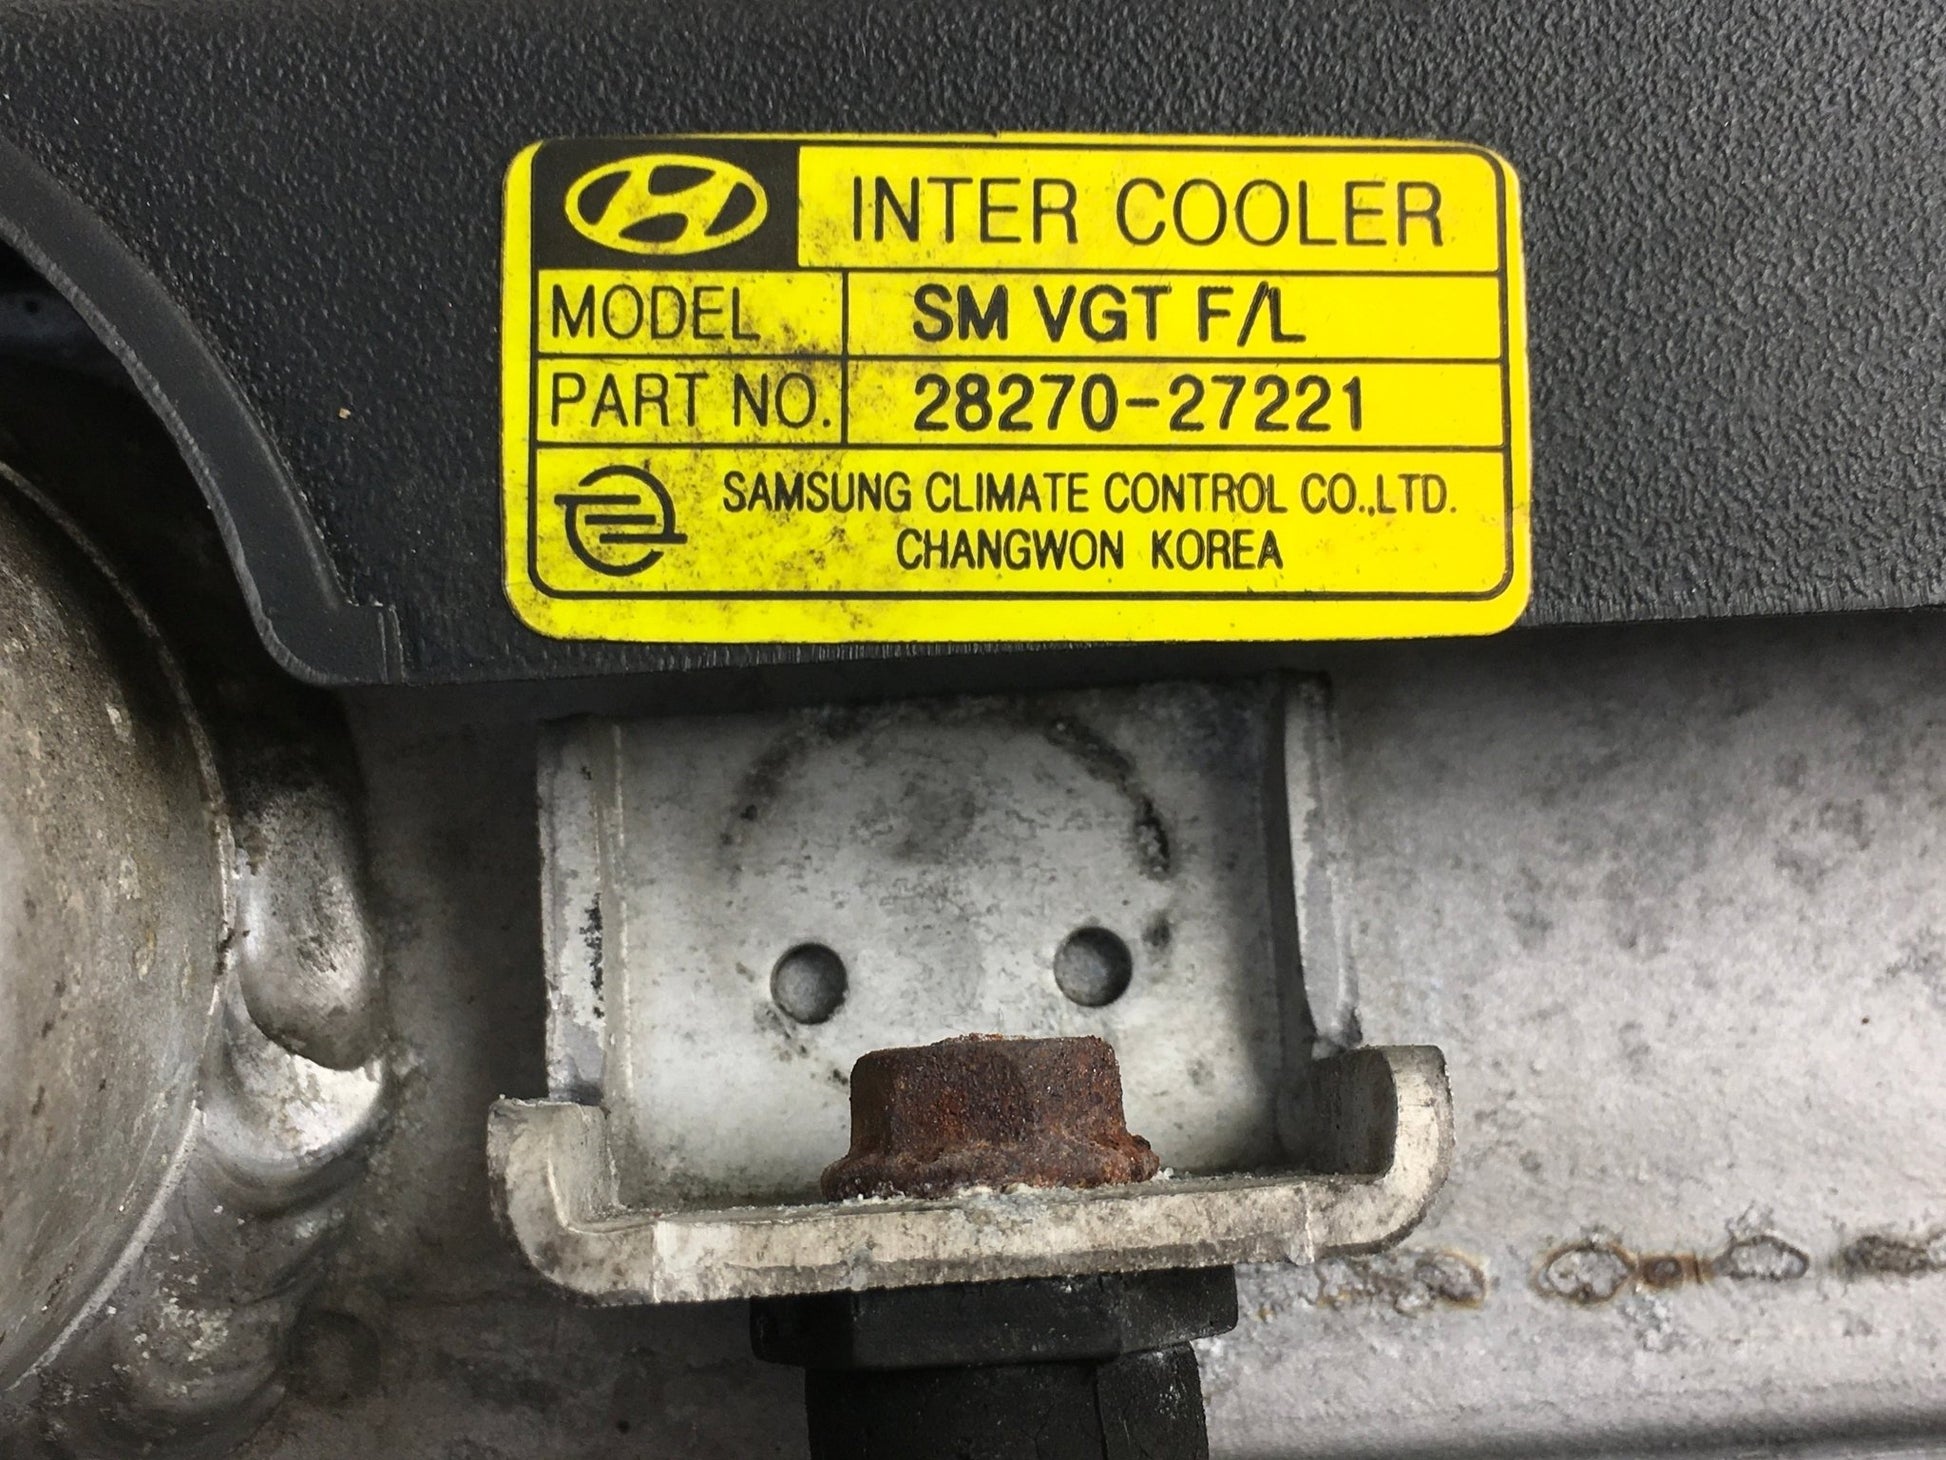 INTER COOLER
MODEL SM VGT F/L
PART NO. 28270-27221
SAMSUNG CLIMATE CONTROL CO.,LTD.
CHANGWON KOREA